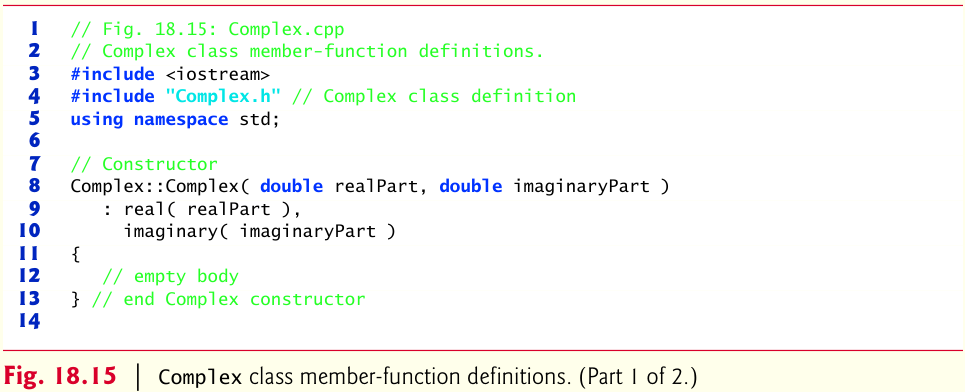 1 // Fig. 18.15: Complex.cpp
2 // Complex class member-function definitions.
3 #include <iostream>
4 #include "Complex.h" // Complex class definition
5 using namespace std;
6
7 // Constructor
8 Complex::Complex( double realPart, double imaginaryPart )
9    : real( realPart ),
10      imaginary( imaginaryPart )
11 {
12    // empty body
13 } // end Complex constructor
14
Fig. 18.15 | Complex class member-function definitions. (Part 1 of 2.)